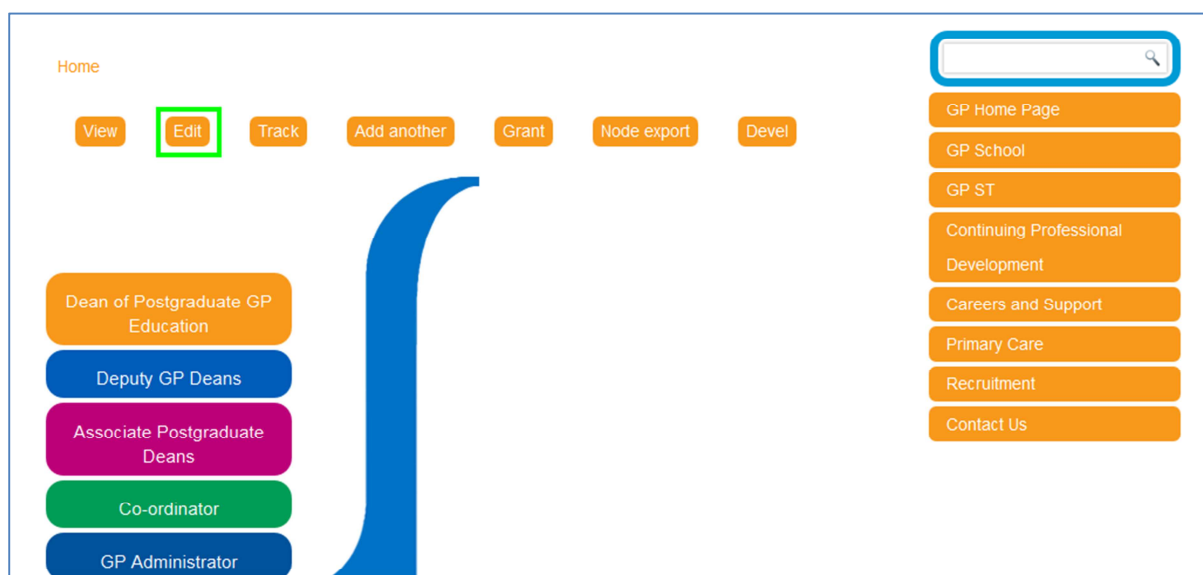 Home
View Edit Track Add another Grant Node export Devel
Dean of Postgraduate GP
Education
Deputy GP Deans
Associate Postgraduate
Deans
Co-ordinator
GP Administrator
GP Home Page
GP School
GP ST
Continuing Professional
Development
Careers and Support
Primary Care
Recruitment
Contact Us